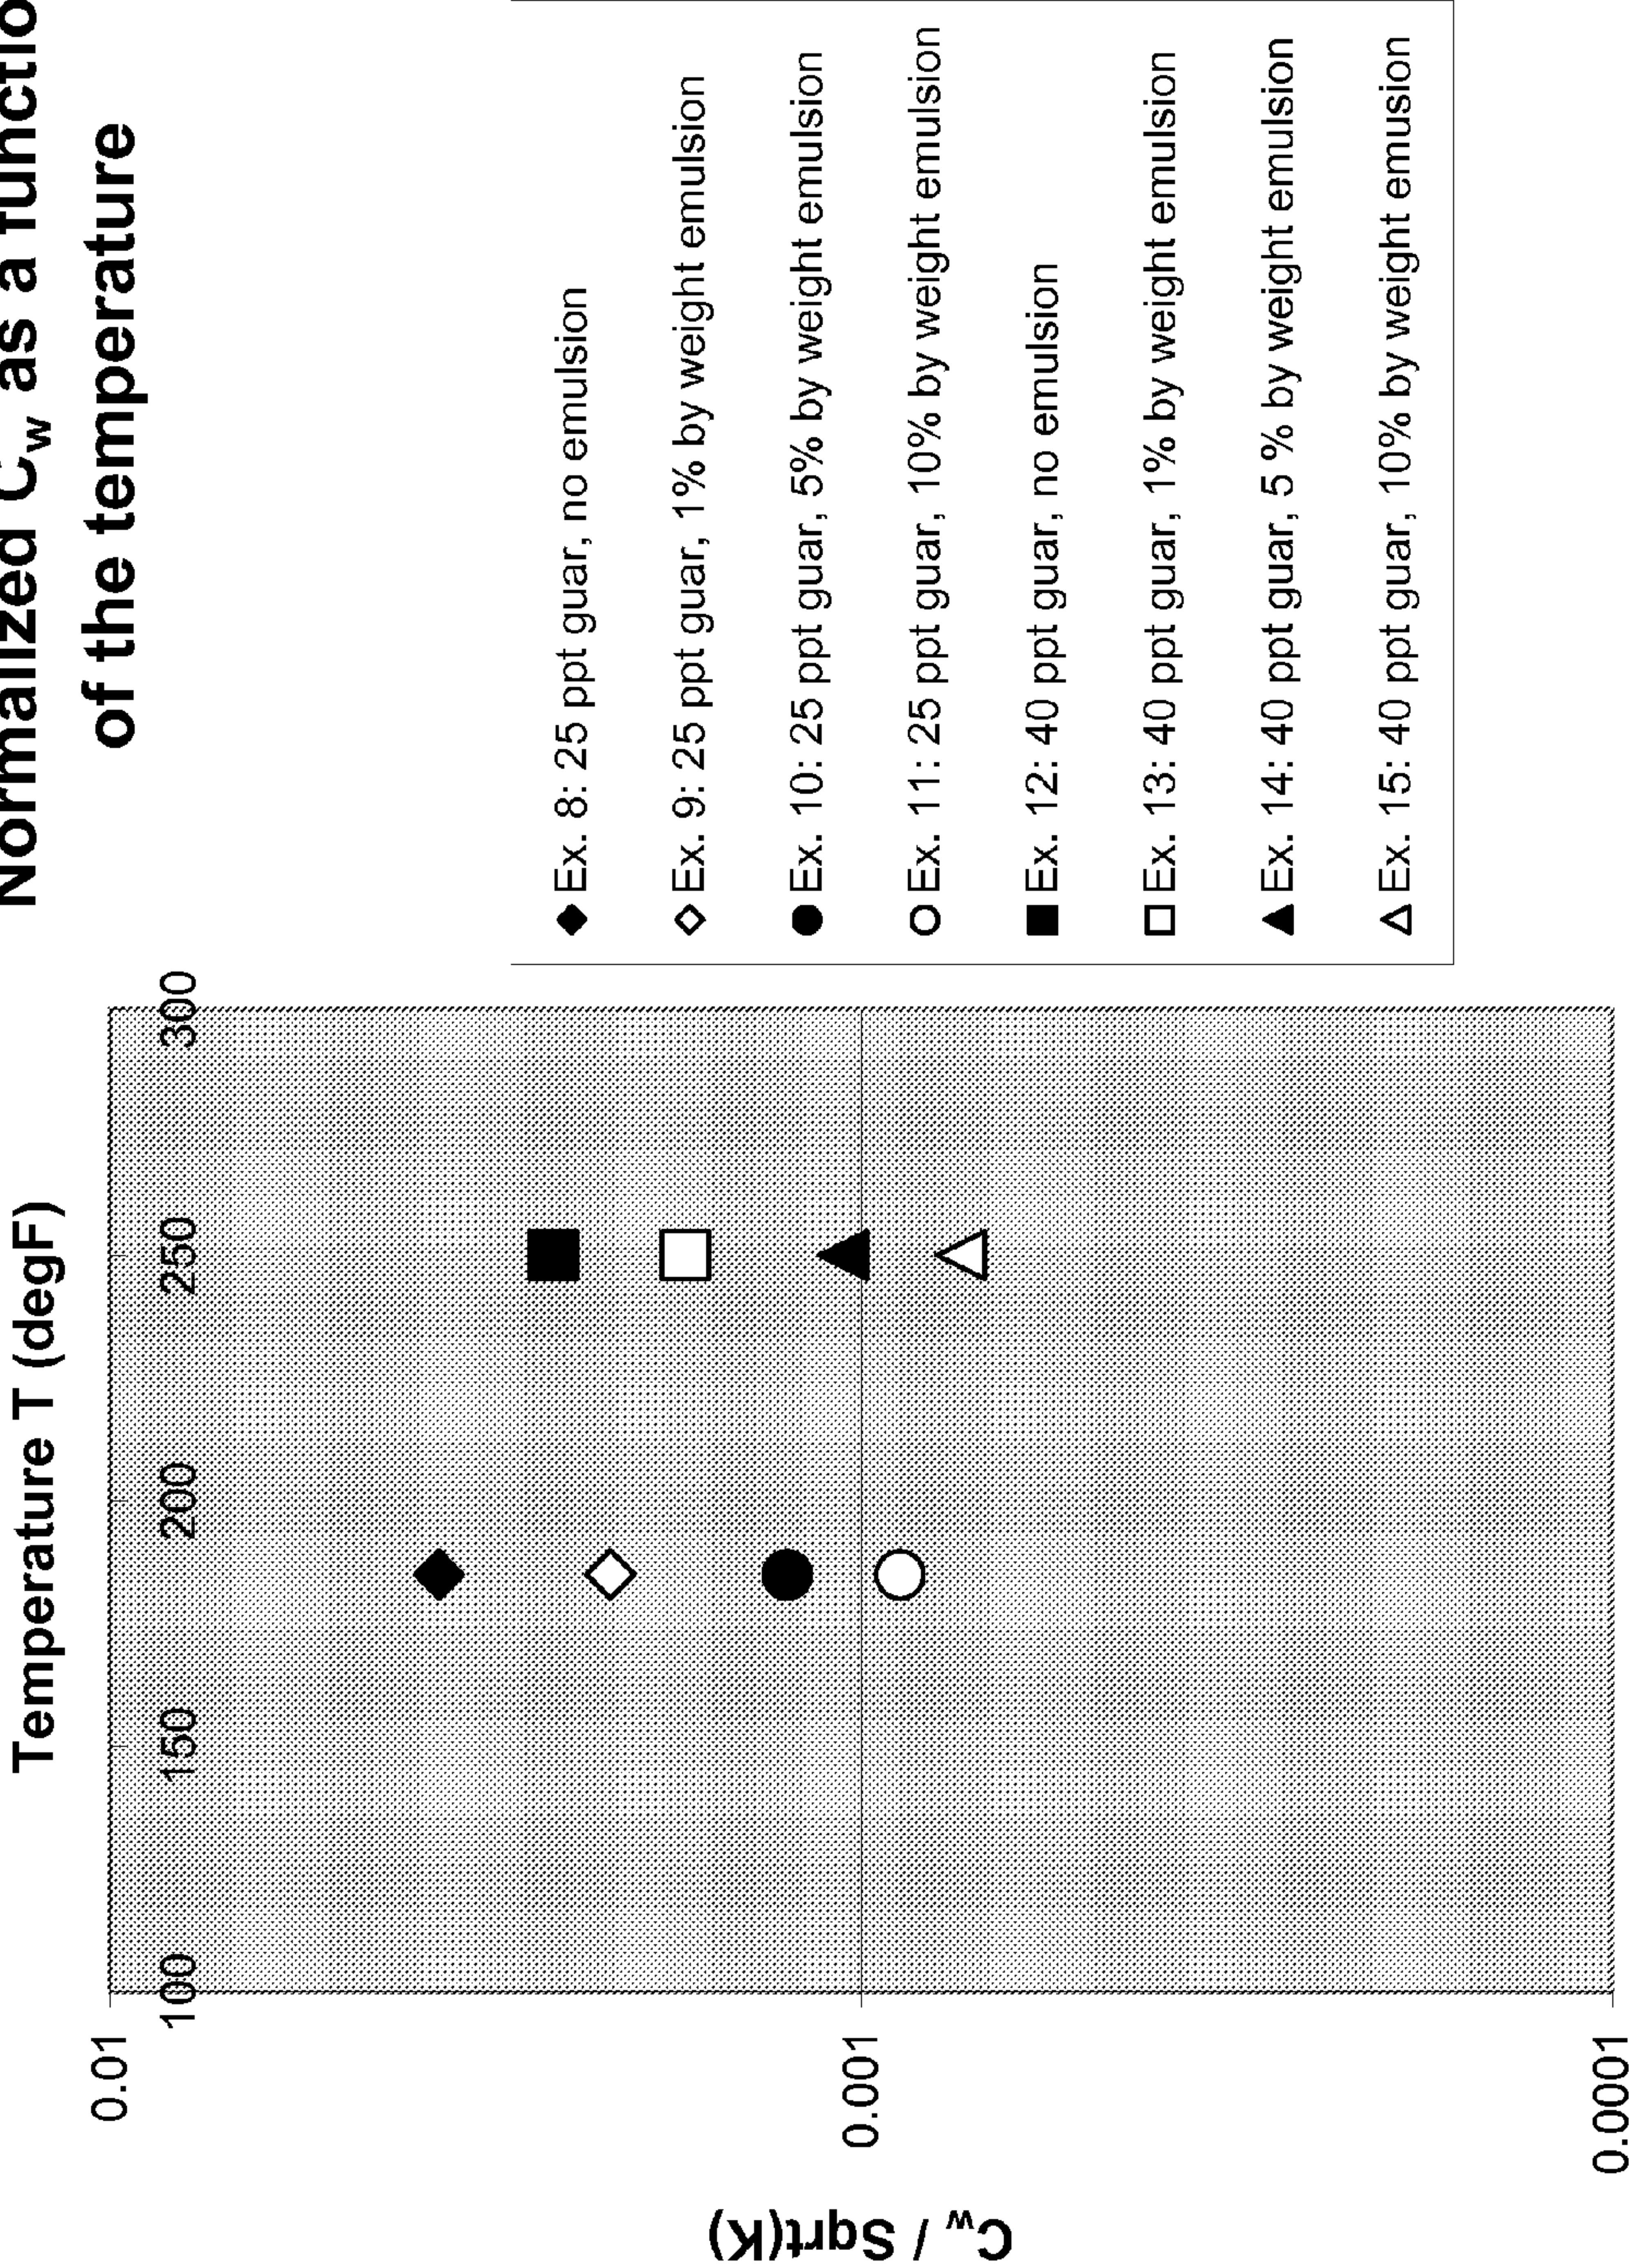 Normalized Cw as a functio
of the temperature
Temperature T (degF)
100
150
200
250
300
0.01
0.001
0.0001
Cw / Sqrt(K)
Ex. 8: 25 ppt guar, no emulsion
Ex. 9: 25 ppt guar, 1% by weight emulsion
Ex. 10: 25 ppt guar, 5% by weight emulsion
Ex. 11: 25 ppt guar, 10% by weight emulsion
Ex. 12: 40 ppt guar, no emulsion
Ex. 13: 40 ppt guar, 1% by weight emulsion
Ex. 14: 40 ppt guar, 5 % by weight emulsion
Ex. 15: 40 ppt guar, 10% by weight emusion